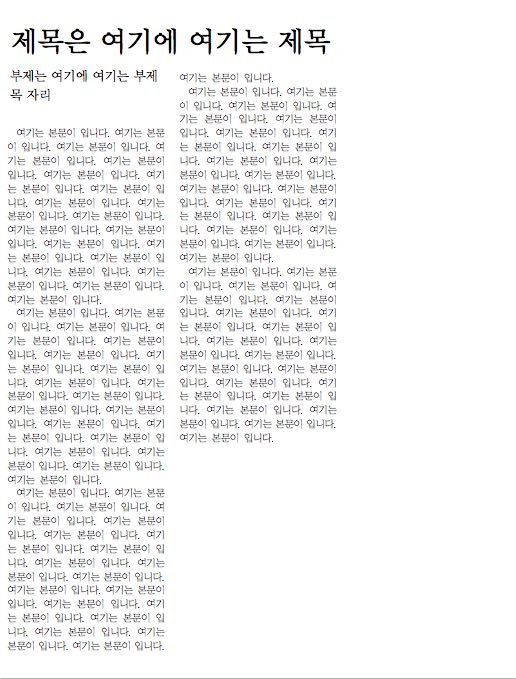 제목은 여기에 여기는 제목
부제는 여기에 여기는 부제
목 자리
여기는 본문이 입니다. 여기는 본문
이 입니다. 여기는 본문이 입니다. 여
기는 본문이 입니다. 여기는 본문이
입니다. 여기는 본문이 입니다. 여기
는 본문이 입니다. 여기는 본문이 입
니다. 여기는 본문이 입니다. 여기는
본문이 입니다. 여기는 본문이 입니다.
여기는 본문이 입니다. 여기는 본문이
입니다. 여기는 본문이 입니다. 여기
는 본문이 입니다. 여기는 본문이 입
니다. 여기는 본문이 입니다. 여기는
본문이 입니다. 여기는 본문이 입니다.
여기는 본문이 입니다.
여기는 본문이 입니다. 여기는 본문
이 입니다. 여기는 본문이 입니다. 여
기는 본문이 입니다. 여기는 본문이
입니다. 여기는 본문이 입니다. 여기
는 본문이 입니다. 여기는 본문이 입
니다. 여기는 본문이 입니다. 여기는
본문이 입니다. 여기는 본문이 입니다.
여기는 본문이 입니다. 여기는 본문이
입니다. 여기는 본문이 입니다. 여기
는 본문이 입니다. 여기는 본문이 입
니다. 여기는 본문이 입니다. 여기는
본문이 입니다. 여기는 본문이 입니다.
여기는 본문이 입니다.
여기는 본문이 입니다. 여기는 본문
이 입니다. 여기는 본문이 입니다. 여
기는 본문이 입니다. 여기는 본문이
입니다. 여기는 본문이 입니다. 여기
는 본문이 입니다. 여기는 본문이 입
니다. 여기는 본문이 입니다. 여기는
본문이 입니다. 여기는 본문이 입니다.
여기는 본문이 입니다. 여기는 본문이
입니다. 여기는 본문이 입니다. 여기
는 본문이 입니다. 여기는 본문이 입
니다. 여기는 본문이 입니다. 여기는
본문이 입니다. 여기는 본문이 입니다.
여기는 본문이 입니다.
여기는 본문이 입니다. 여기는 본문
이 입니다. 여기는 본문이 입니다. 여
기는 본문이 입니다. 여기는 본문이
입니다. 여기는 본문이 입니다. 여기
는 본문이 입니다. 여기는 본문이 입
니다. 여기는 본문이 입니다. 여기는
본문이 입니다. 여기는 본문이 입니다.
여기는 본문이 입니다. 여기는 본문이
입니다. 여기는 본문이 입니다. 여기
는 본문이 입니다. 여기는 본문이 입
니다. 여기는 본문이 입니다. 여기는
본문이 입니다. 여기는 본문이 입니다.
여기는 본문이 입니다.
여기는 본문이 입니다. 여기는 본문
이 입니다. 여기는 본문이 입니다. 여
기는 본문이 입니다. 여기는 본문이
입니다. 여기는 본문이 입니다. 여기
는 본문이 입니다. 여기는 본문이 입
니다. 여기는 본문이 입니다. 여기는
본문이 입니다. 여기는 본문이 입니다.
여기는 본문이 입니다. 여기는 본문이
입니다. 여기는 본문이 입니다. 여기
는 본문이 입니다. 여기는 본문이 입
니다. 여기는 본문이 입니다. 여기는
본문이 입니다. 여기는 본문이 입니다.
여기는 본문이 입니다.